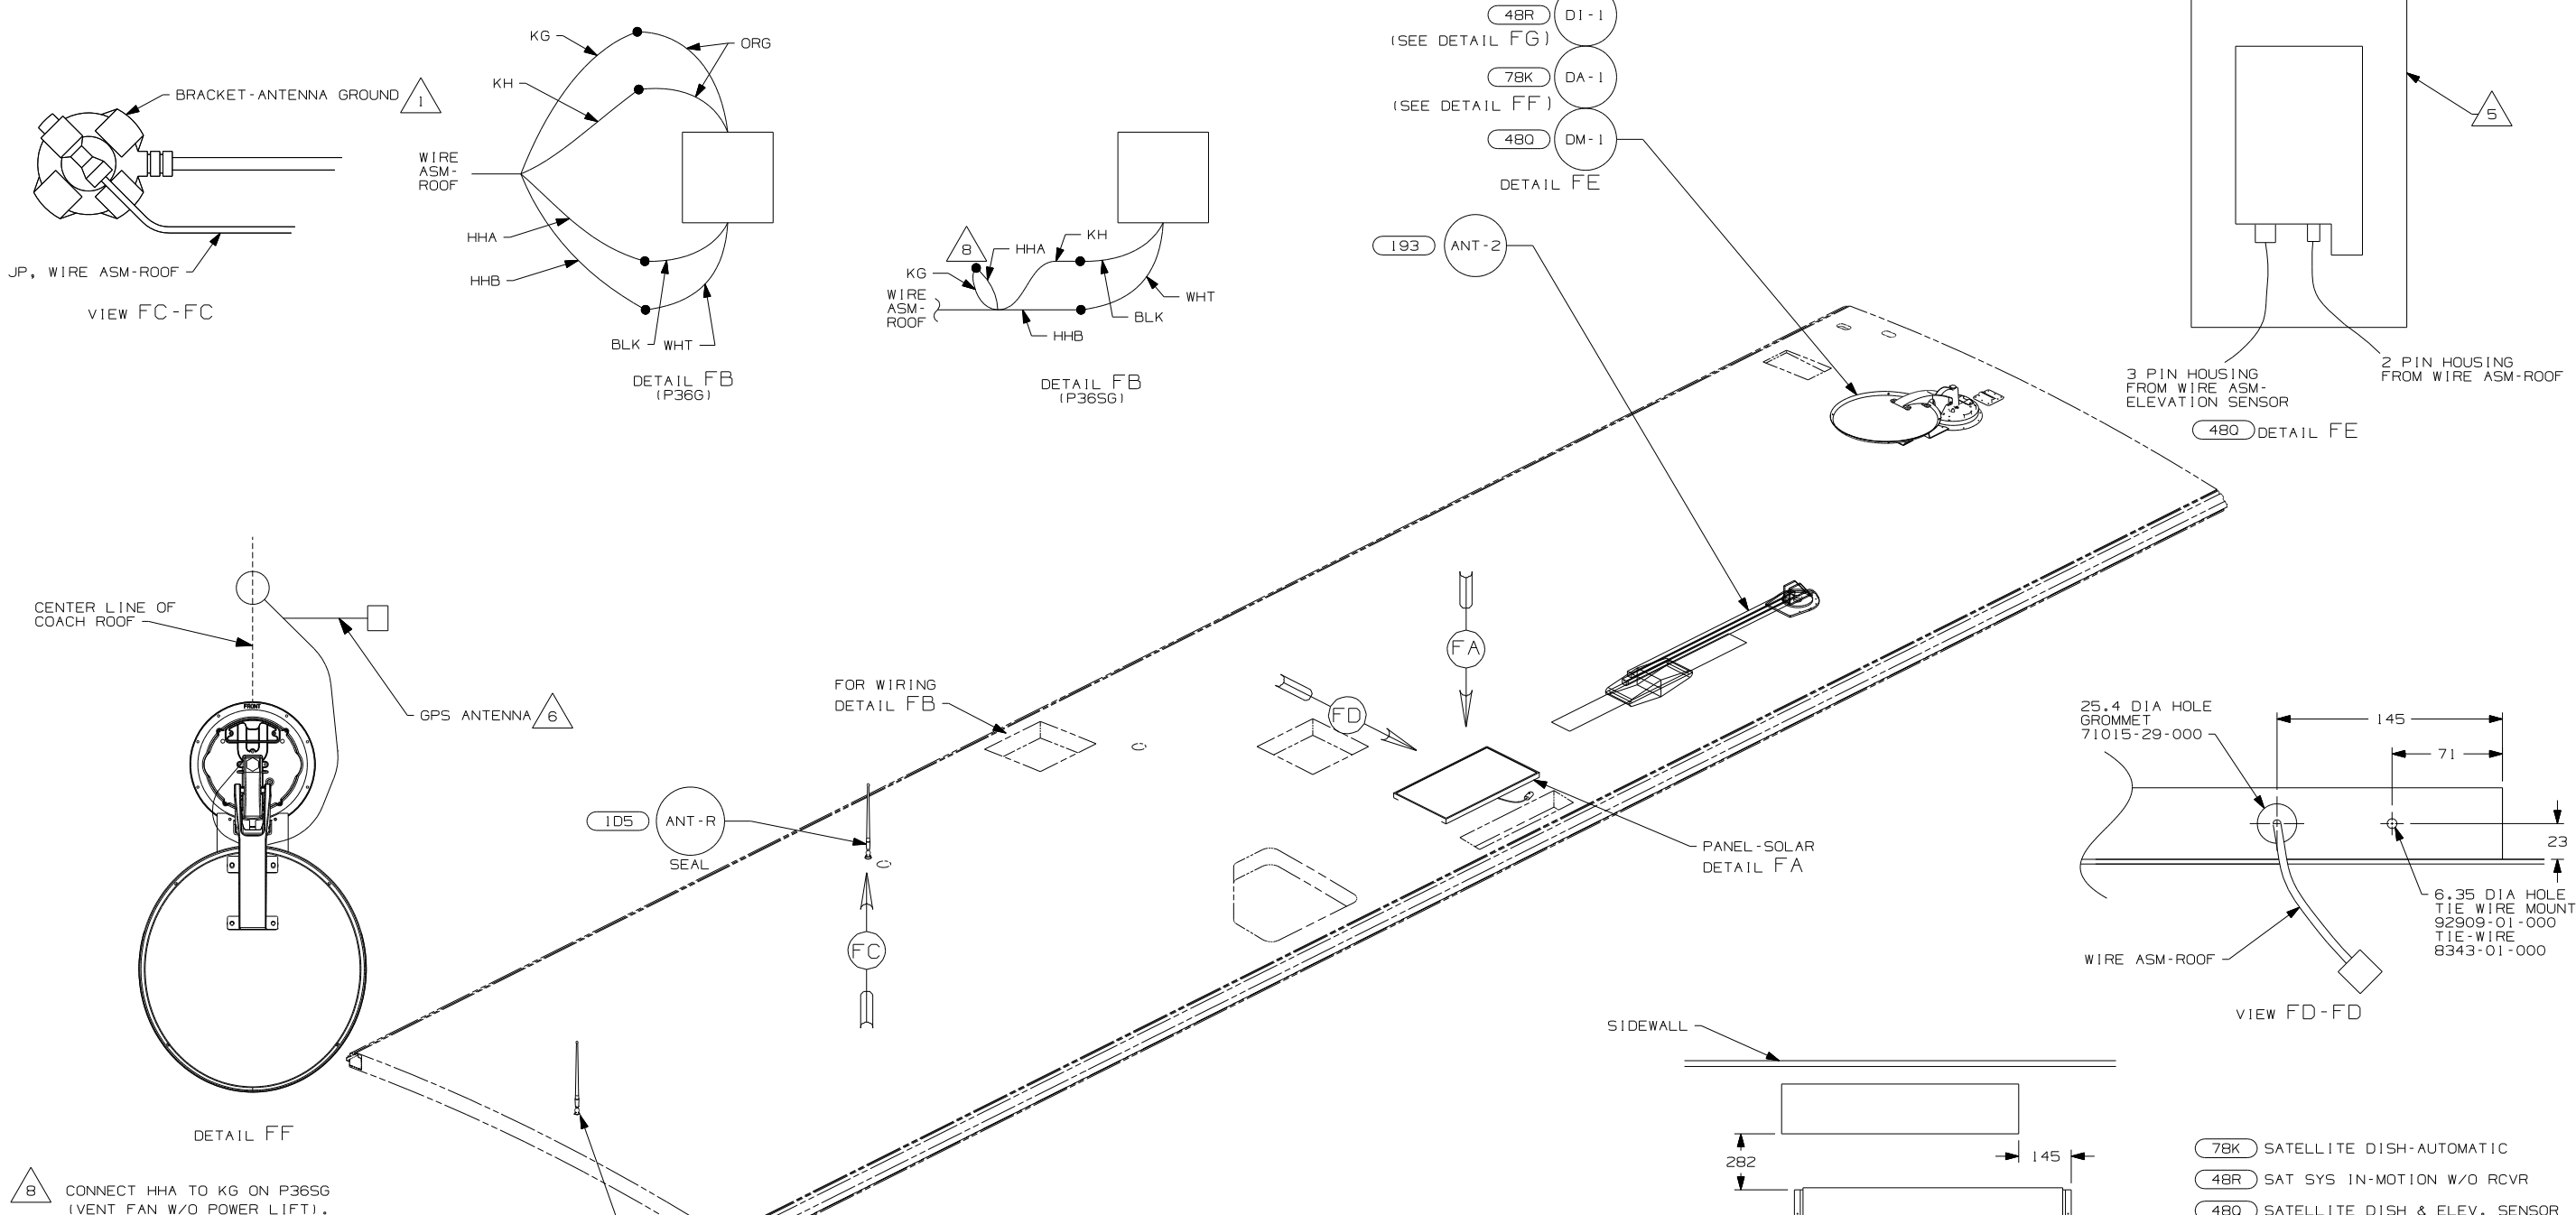 BRACKET-ANTENNA GROUND
1
JP, WIRE ASM-ROOF
VIEW FC-FC
KG
ORG
KH
WIRE
ASM-
ROOF
HHA
HHB
BLK
WHT
DETAIL FB
(P36G)
8
HHA
KH
KG
WIRE
ASM-
ROOF
WHT
BLK
HHB
DETAIL FB
(P36SG)
48R
DI-1
(SEE DETAIL FG)
78K
DA-1
(SEE DETAIL FF)
48Q
DM-1
DETAIL FE
193
ANT-2
5
3 PIN HOUSING
FROM WIRE ASM-
ELEVATION SENSOR
2 PIN HOUSING
FROM WIRE ASM-ROOF
48Q DETAIL FE
CENTER LINE OF
COACH ROOF
GPS ANTENNA
6
FRONT
DETAIL FF
FOR WIRING
DETAIL FB
1D5
ANT-R
SEAL
FA
FD
FC
PANEL-SOLAR
DETAIL FA
25.4 DIA HOLE
GROMMET
71015-29-000
145
71
23
6.35 DIA HOLE
TIE WIRE MOUNT
92909-01-000
TIE-WIRE
8343-01-000
WIRE ASM-ROOF
VIEW FD-FD
SIDEWALL
282
145
8 CONNECT HHA TO KG ON P36SG
(VENT FAN W/O POWER LIFT).
78K SATELLITE DISH-AUTOMATIC
48R SAT SYS IN-MOTION W/O RCVR
48Q SATELLITE DISH & ELEV. SENSOR